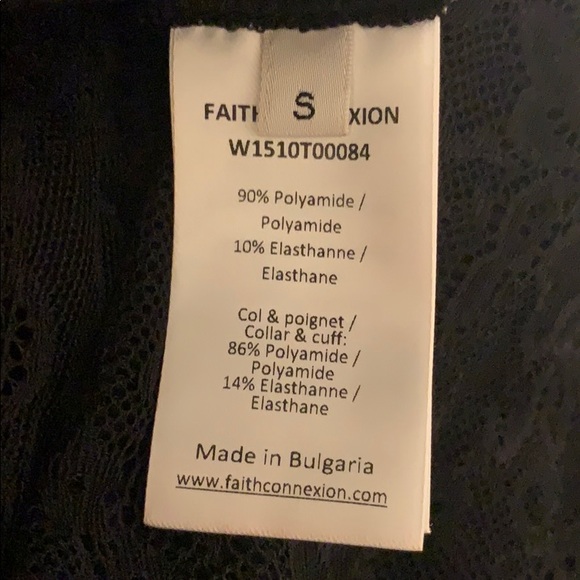 S
FAITH XION
W1510T00084
90% Polyamide /
Polyamide
10% Elasthanne /
Elasthane
Col & poignet /
Collar & cuff:
86% Polyamide /
Polyamide
14% Elasthanne /
Elasthane
Made in Bulgaria
www.faithconnexion.com